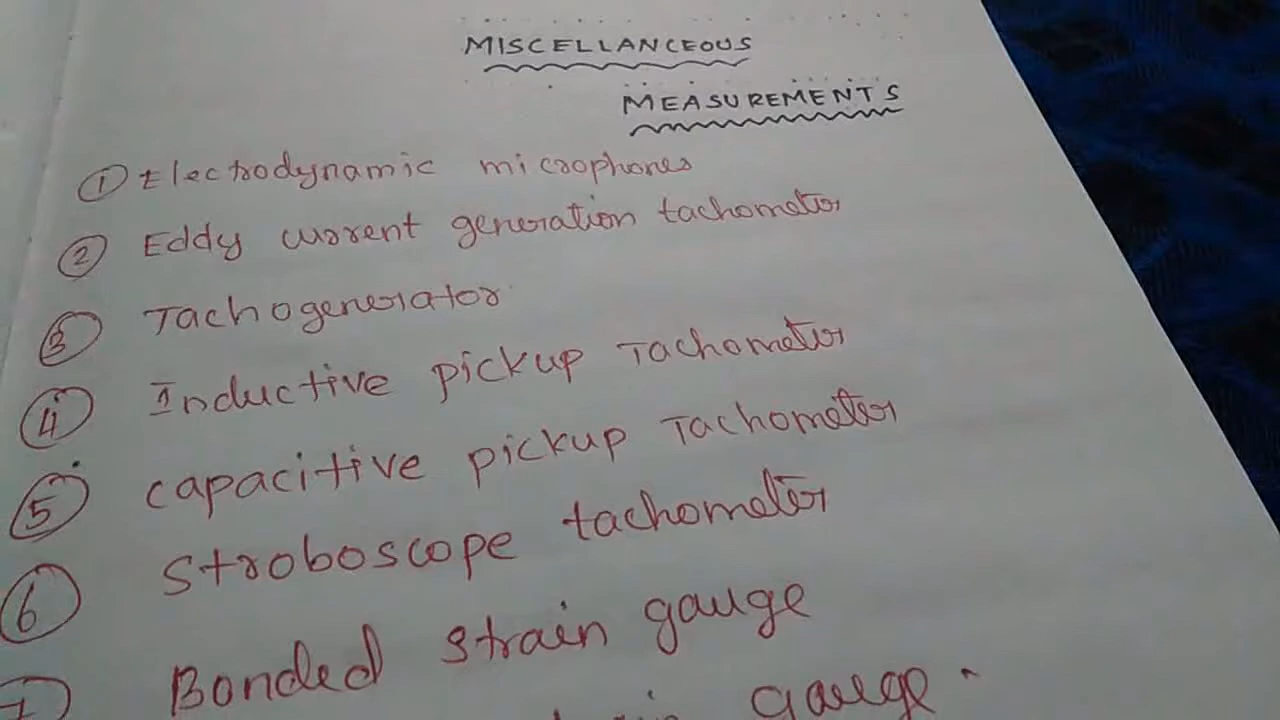 MISCELLANCEOUS
MEASUREMENTS
① Electrodynamic microphones
② Eddy current generation tachometer
③ Tachogenerator
④ Inductive pickup Tachometer
⑤ Capacitive pickup Tachometer
⑥ Stroboscope tachometer
⑦ Bonded strain gauge
gauge.